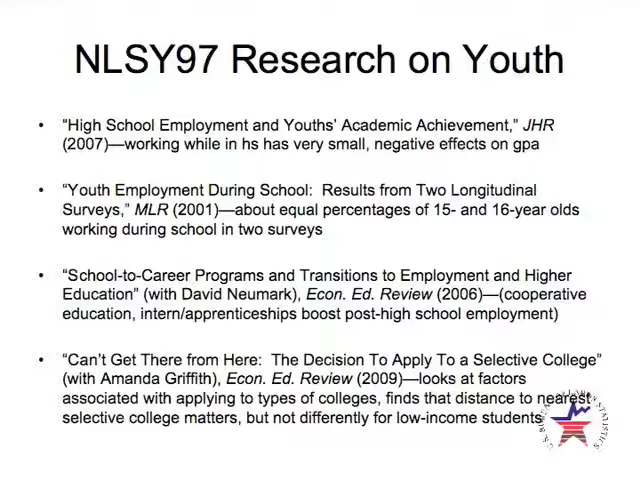 NLSY97 Research on Youth
• “High School Employment and Youths’ Academic Achievement,” JHR
(2007)—working while in hs has very small, negative effects on gpa
• “Youth Employment During School:  Results from Two Longitudinal
Surveys,” MLR (2001)—about equal percentages of 15- and 16-year olds
working during school in two surveys
• “School-to-Career Programs and Transitions to Employment and Higher
Education” (with David Neumark), Econ. Ed. Review (2006)—(cooperative
education, intern/apprenticeships boost post-high school employment)
• “Can’t Get There from Here:  The Decision To Apply To a Selective College”
(with Amanda Griffith), Econ. Ed. Review (2009)—looks at factors
associated with applying to types of colleges, finds that distance to nearest
selective college matters, but not differently for low-income students
U.S. BUREAU OF LABOR STATISTICS